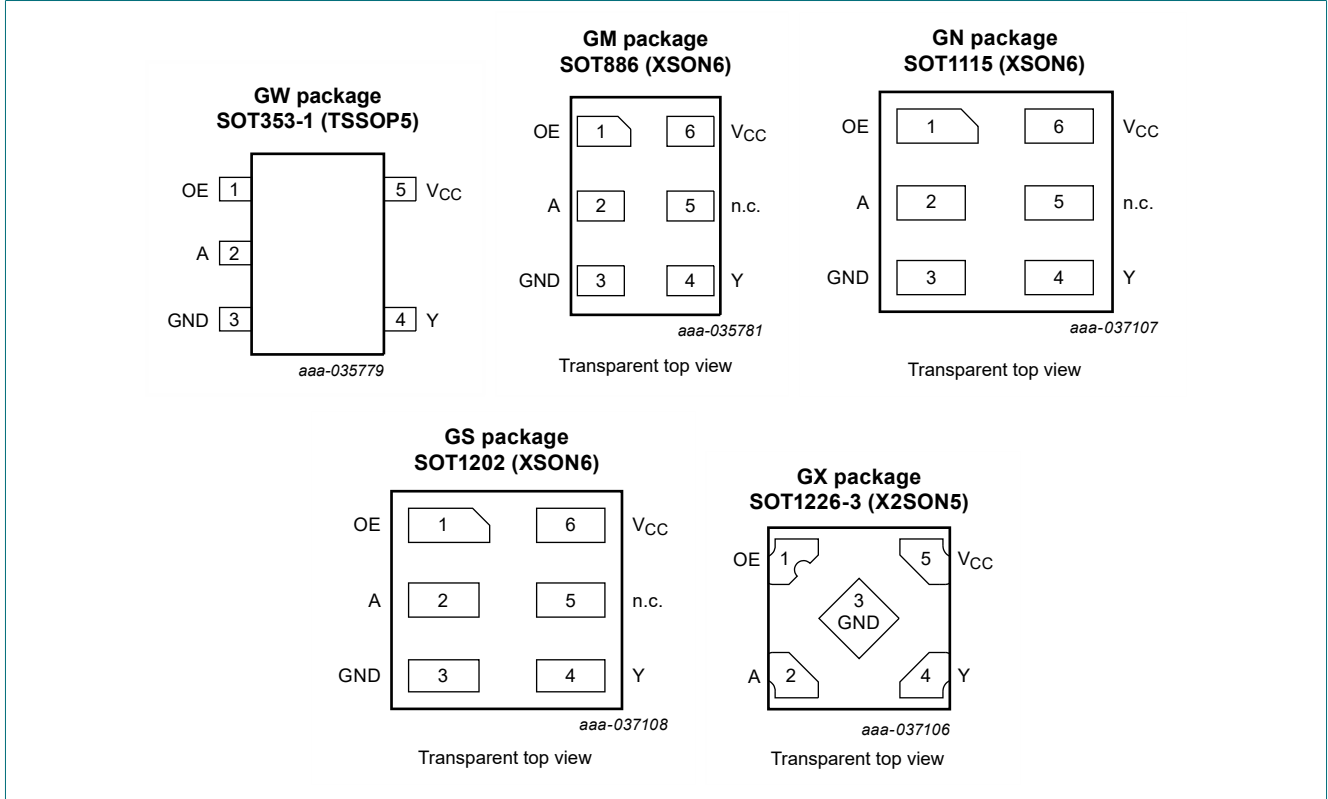 GW package
SOT353-1 (TSSOP5)
OE 1
5 VCC
A 2
GND 3
4 Y
aaa-035779
GM package
SOT886 (XSON6)
OE 1 6 VCC
A 2 5 n.c.
GND 3 4 Y
aaa-035781
Transparent top view
GN package
SOT1115 (XSON6)
OE 1 6 VCC
A 2 5 n.c.
GND 3 4 Y
aaa-037107
Transparent top view
GS package
SOT1202 (XSON6)
OE 1 6 VCC
A 2 5 n.c.
GND 3 4 Y
aaa-037108
Transparent top view
GX package
SOT1226-3 (X2SON5)
OE 1 5 VCC
3
GND
A 2 4 Y
aaa-037106
Transparent top view